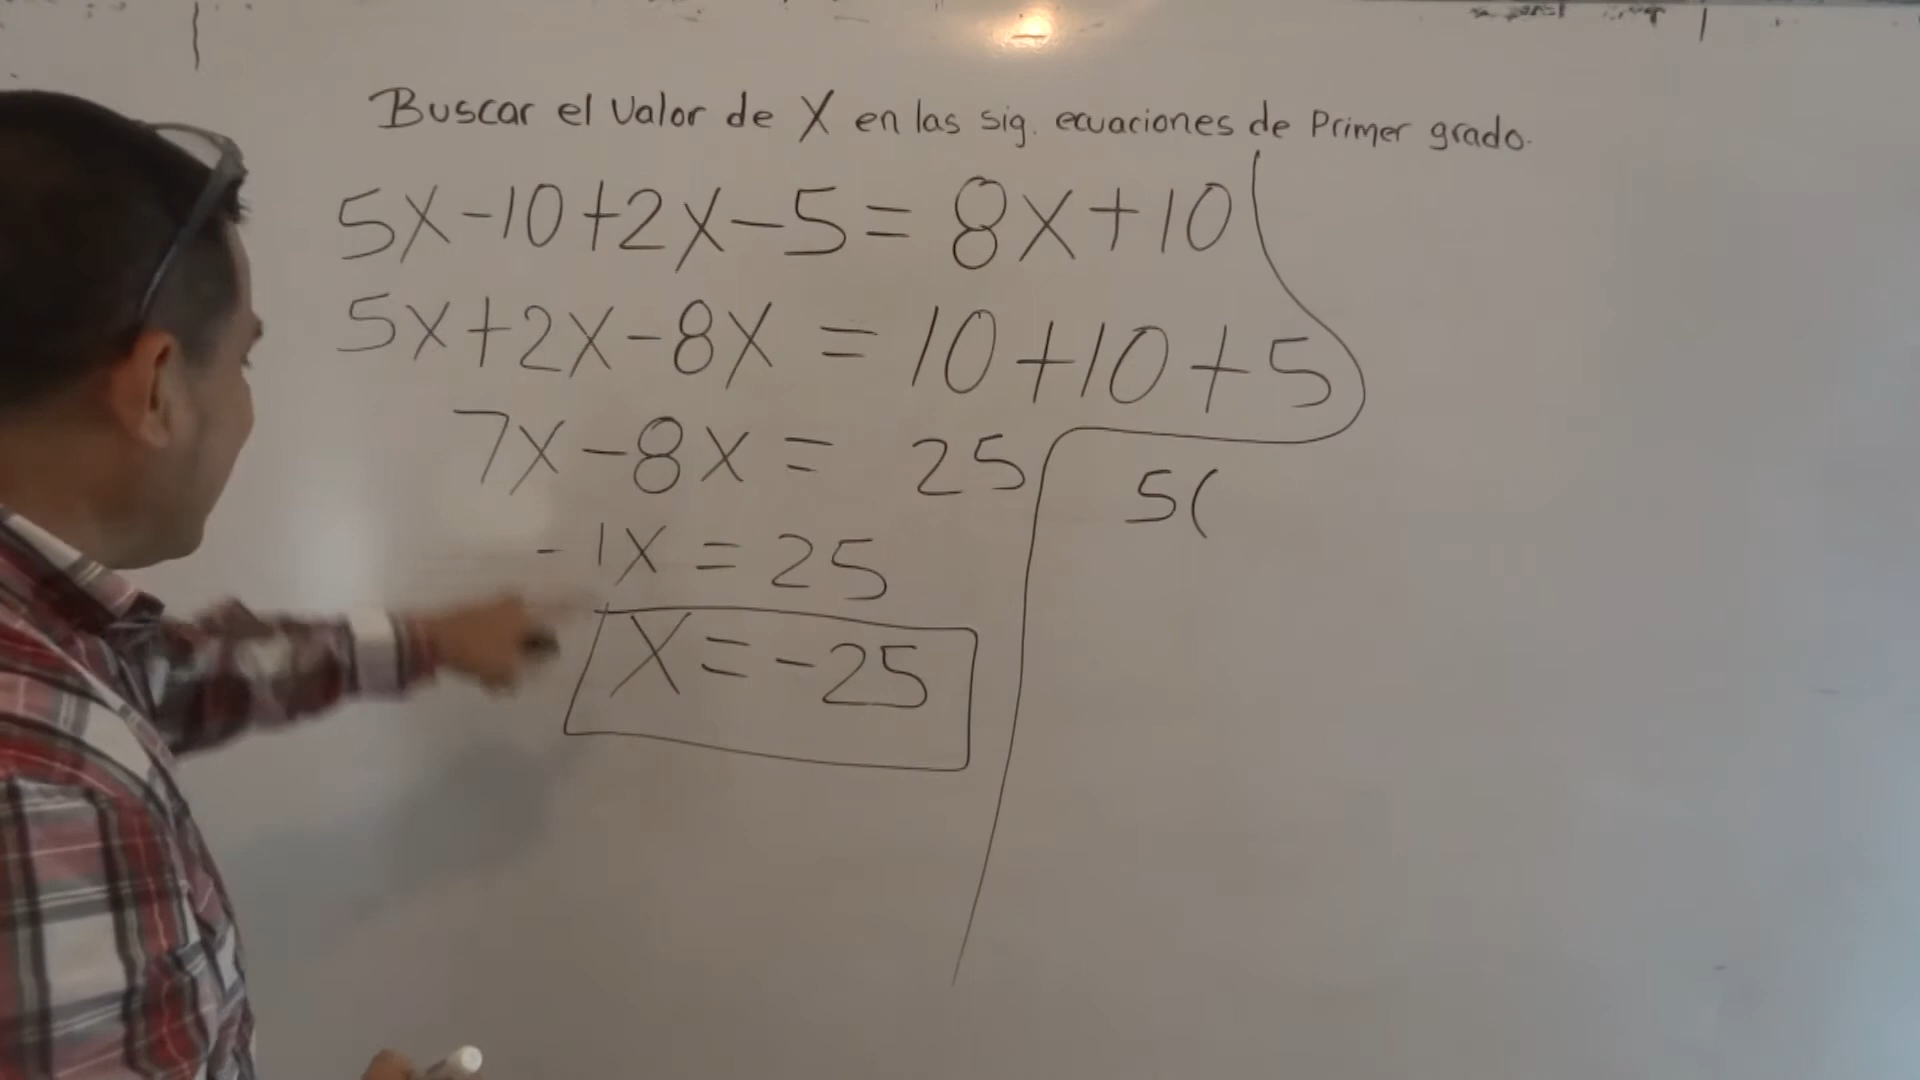 Buscar el Valor de X en las sig. ecuaciones de Primer grado.
5X-10+2X-5=8X+10
5X+2X-8X=10+10+5
7X-8X=25
-1X=25
X=-25
5(